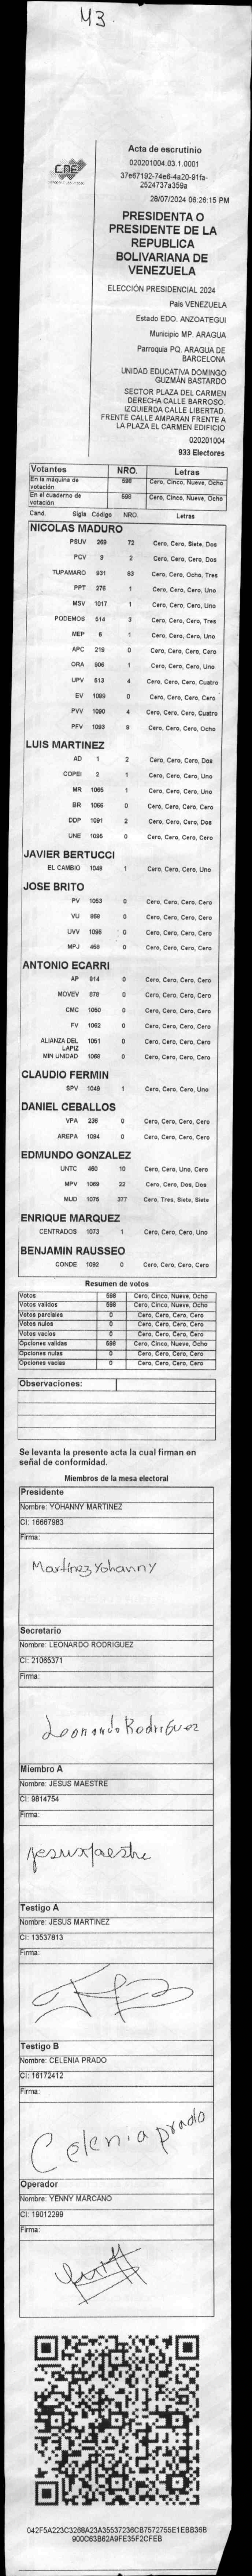 M3.
CNE
Acta de escrutinio
020201004.03.1.0001
37e67192-74e6-4a20-91fa-
2524737a359a
28/07/2024 06:26:15 PM
PRESIDENTA O
PRESIDENTE DE LA
REPUBLICA
BOLIVARIANA DE
VENEZUELA
ELECCIÓN PRESIDENCIAL 2024
País VENEZUELA
Estado EDO. ANZOATEGUI
Municipio MP. ARAGUA
Parroquia PQ. ARAGUA DE
BARCELONA
UNIDAD EDUCATIVA DOMINGO
GUZMÁN BASTARDO
SECTOR PLAZA DEL CARMEN
DERECHA CALLE BARROSO.
IZQUIERDA CALLE LIBERTAD.
FRENTE CALLE AMPARAN FRENTE A
LA PLAZA EL CARMEN EDIFICIO
020201004
933 Electores
Votantes NRO. Letras
En la máquina de votación 598 Cero, Cinco, Nueve, Ocho
En el cuaderno de votación 598 Cero, Cinco, Nueve, Ocho
Cand. Sigls Código NRO. Letras
NICOLAS MADURO
PSUV 269 72 Cero, Cero, Siete, Dos
PCV 9 2 Cero, Cero, Cero, Dos
TUPAMARO 931 83 Cero, Cero, Ocho, Tres
PPT 276 1 Cero, Cero, Cero, Uno
MSV 1017 1 Cero, Cero, Cero, Uno
PODEMOS 514 3 Cero, Cero, Cero, Tres
MEP 6 1 Cero, Cero, Cero, Uno
APC 219 0 Cero, Cero, Cero, Cero
ORA 906 1 Cero, Cero, Cero, Uno
UPV 513 4 Cero, Cero, Cero, Cuatro
EV 1089 0 Cero, Cero, Cero, Cero
PVV 1090 4 Cero, Cero, Cero, Cuatro
PFV 1093 8 Cero, Cero, Cero, Ocho
LUIS MARTINEZ
AD 1 2 Cero, Cero, Cero, Dos
COPEI 2 1 Cero, Cero, Cero, Uno
MR 1065 1 Cero, Cero, Cero, Uno
BR 1066 0 Cero, Cero, Cero, Cero
DDP 1091 2 Cero, Cero, Cero, Dos
UNE 1095 0 Cero, Cero, Cero, Cero
JAVIER BERTUCCI
EL CAMBIO 1048 1 Cero, Cero, Cero, Uno
JOSE BRITO
PV 1053 0 Cero, Cero, Cero, Cero
VU 868 0 Cero, Cero, Cero, Cero
UVV 1096 0 Cero, Cero, Cero, Cero
MPJ 459 0 Cero, Cero, Cero, Cero
ANTONIO ECARRI
AP 814 0 Cero, Cero, Cero, Cero
MOVEV 878 0 Cero, Cero, Cero, Cero
CMC 1050 0 Cero, Cero, Cero, Cero
FV 1062 0 Cero, Cero, Cero, Cero
ALIANZA DEL LAPIZ 1051 0 Cero, Cero, Cero, Cero
MIN UNIDAD 1068 0 Cero, Cero, Cero, Cero
CLAUDIO FERMIN
SPV 1049 1 Cero, Cero, Cero, Uno
DANIEL CEBALLOS
VPA 236 0 Cero, Cero, Cero, Cero
AREPA 1094 0 Cero, Cero, Cero, Cero
EDMUNDO GONZALEZ
UNTC 460 10 Cero, Cero, Uno, Cero
MPV 1069 22 Cero, Cero, Dos, Dos
MUD 1075 377 Cero, Tres, Siete, Siete
ENRIQUE MARQUEZ
CENTRADOS 1073 1 Cero, Cero, Cero, Uno
BENJAMIN RAUSSEO
CONDE 1092 0 Cero, Cero, Cero, Cero
Resumen de votos
Votos 598 Cero, Cinco, Nueve, Ocho
Votos validos 598 Cero, Cinco, Nueve, Ocho
Votos parciales 0 Cero, Cero, Cero, Cero
Votos nulos 0 Cero, Cero, Cero, Cero
Votos vacíos 0 Cero, Cero, Cero, Cero
Opciones validas 598 Cero, Cinco, Nueve, Ocho
Opciones nulas 0 Cero, Cero, Cero, Cero
Opciones vacías 0 Cero, Cero, Cero, Cero
Observaciones:
Se levanta la presente acta la cual firman en
señal de conformidad.
Miembros de la mesa electoral
Presidente
Nombre: YOHANNY MARTINEZ
CI: 16667983
Firma:
Martínez Yohanny
Secretario
Nombre: LEONARDO RODRIGUEZ
CI: 21065371
Firma:
Leonardo Rodriguez
Miembro A
Nombre: JESUS MAESTRE
CI: 9814754
Firma:
Jesus Maestre
Testigo A
Nombre: JESUS MARTINEZ
CI: 13537813
Firma:
Testigo B
Nombre: CELENIA PRADO
CI: 16172412
Firma:
Celenia prado
Operador
Nombre: YENNY MARCANO
CI: 19012299
Firma:
042F5A223C3268A23A35537236CB7572755E1EBB36B
900C63B62A9FE35F2CFEB